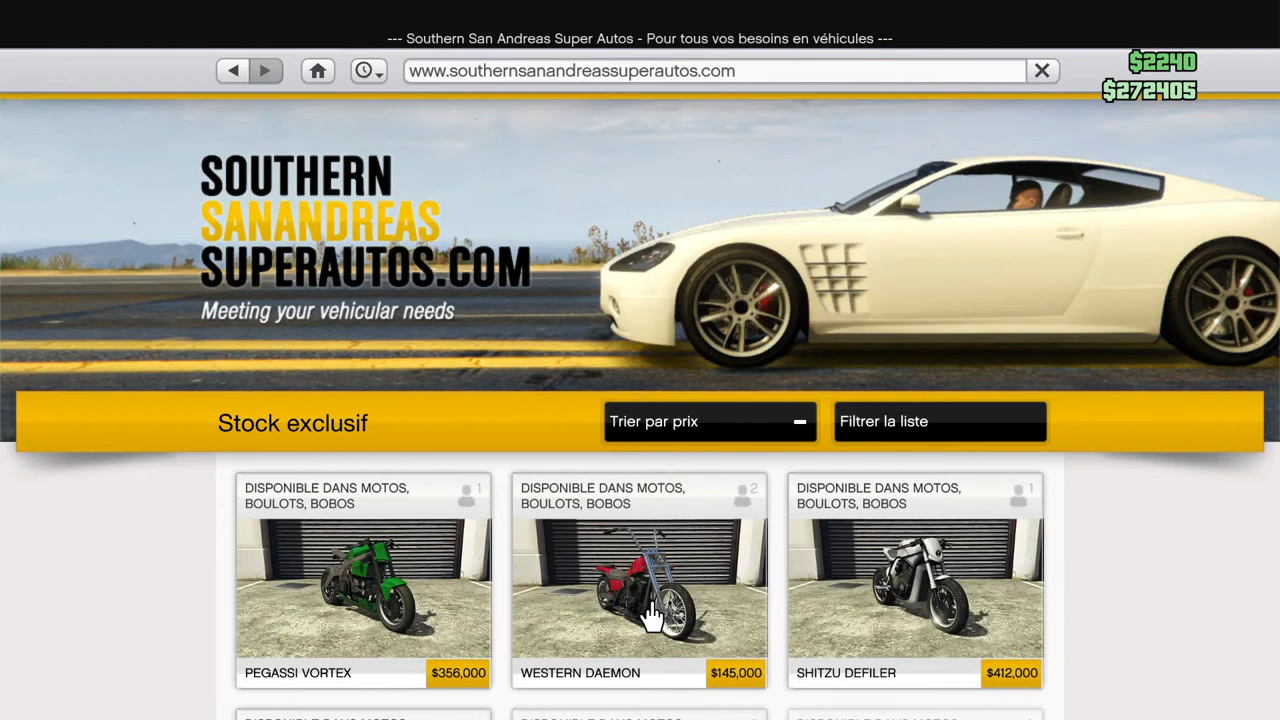 --- Southern San Andreas Super Autos - Pour tous vos besoins en véhicules ---
www.southernsanandreassuperautos.com
$2240
$272405
SOUTHERN
SANANDREAS
SUPERAUTOS.COM
Meeting your vehicular needs
Stock exclusif
Trier par prix
Filtrer la liste
DISPONIBLE DANS MOTOS,
BOULOTS, BOBOS
1
PEGASSI VORTEX
$356,000
DISPONIBLE DANS MOTOS,
BOULOTS, BOBOS
2
WESTERN DAEMON
$145,000
DISPONIBLE DANS MOTOS,
BOULOTS, BOBOS
1
SHITZU DEFILER
$412,000